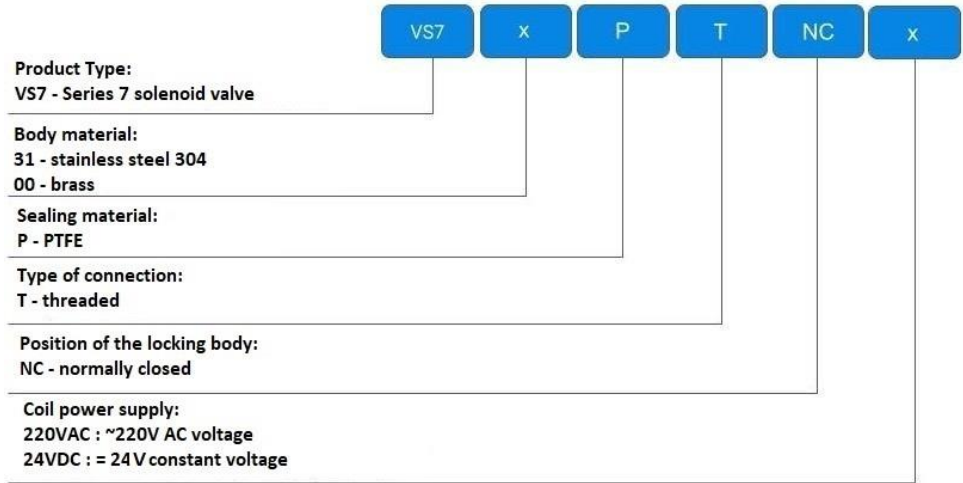 VS7 x P T NC x
Product Type:
VS7 - Series 7 solenoid valve
Body material:
31 - stainless steel 304
00 - brass
Sealing material:
P - PTFE
Type of connection:
T - threaded
Position of the locking body:
NC - normally closed
Coil power supply:
220VAC : ~220V AC voltage
24VDC : = 24V constant voltage